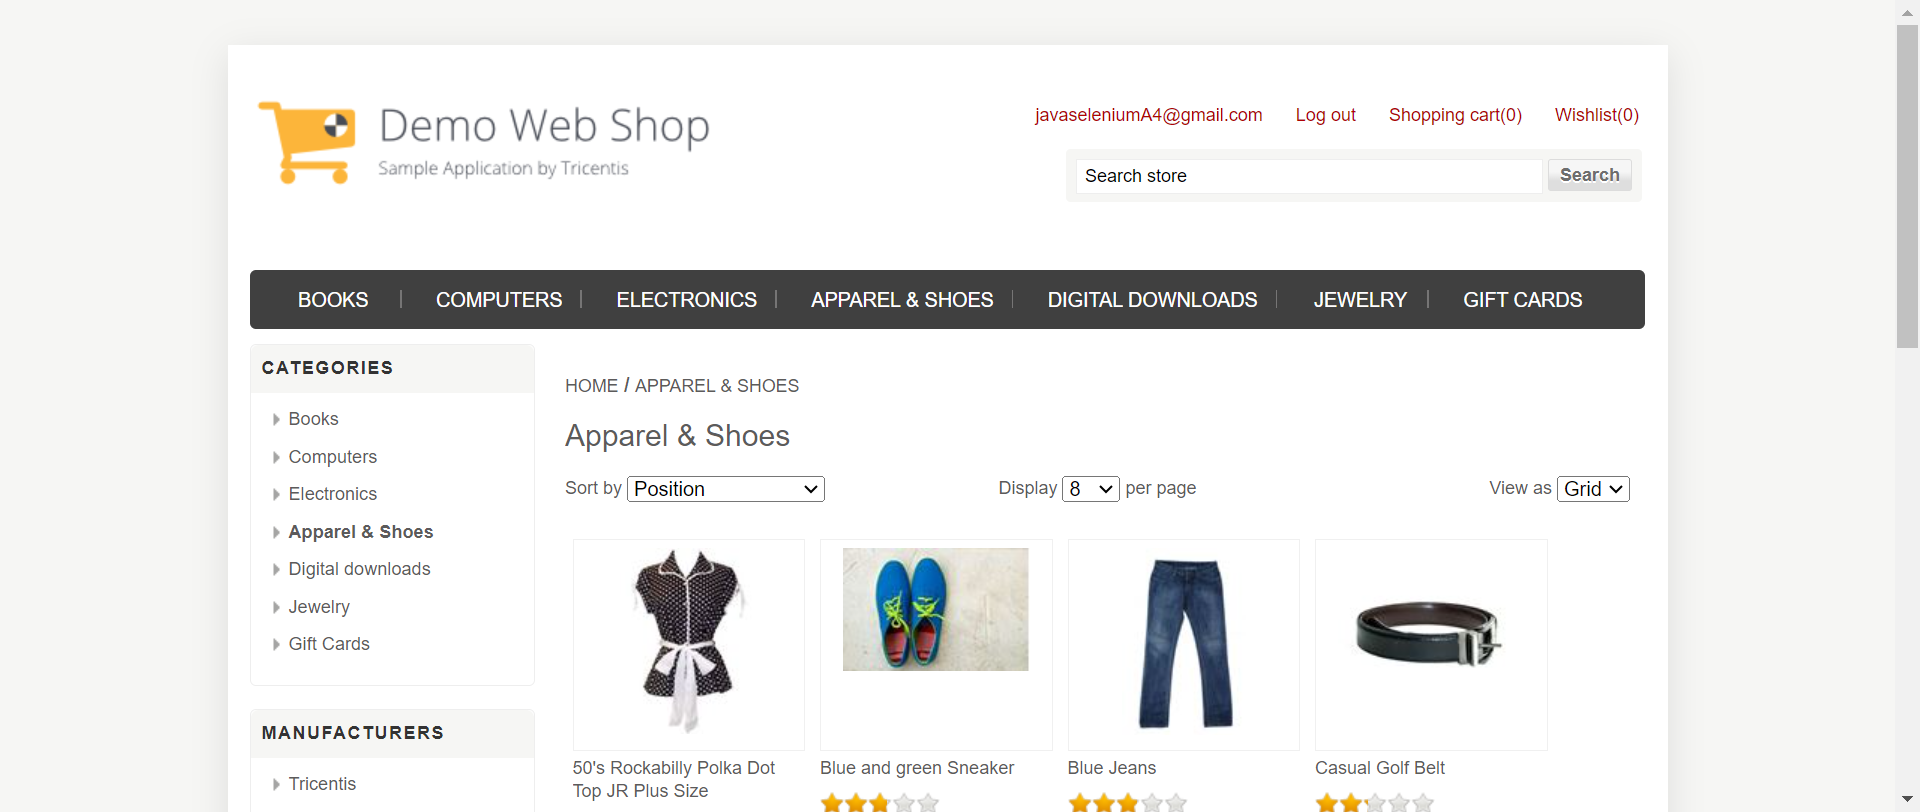 Demo Web Shop
Sample Application by Tricentis
javaseleniumA4@gmail.com Log out Shopping cart(0) Wishlist(0)
Search store Search
BOOKS COMPUTERS ELECTRONICS APPAREL & SHOES DIGITAL DOWNLOADS JEWELRY GIFT CARDS
CATEGORIES
Books
Computers
Electronics
Apparel & Shoes
Digital downloads
Jewelry
Gift Cards
MANUFACTURERS
Tricentis
HOME / APPAREL & SHOES
Apparel & Shoes
Sort by Position Display 8 per page View as Grid
50's Rockabilly Polka Dot
Top JR Plus Size
Blue and green Sneaker
Blue Jeans
Casual Golf Belt